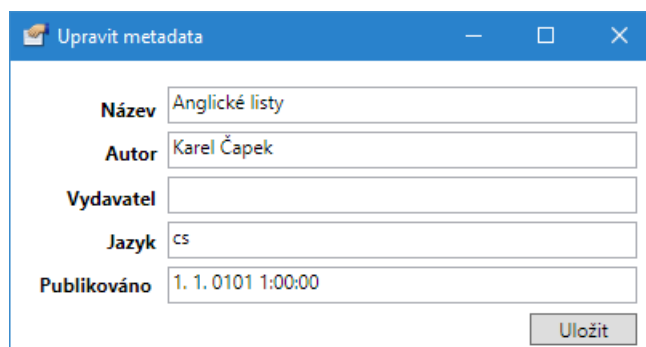 Upravit metadata
Název Anglické listy
Autor Karel Čapek
Vydavatel
Jazyk cs
Publikováno 1. 1. 0101 1:00:00
Uložit